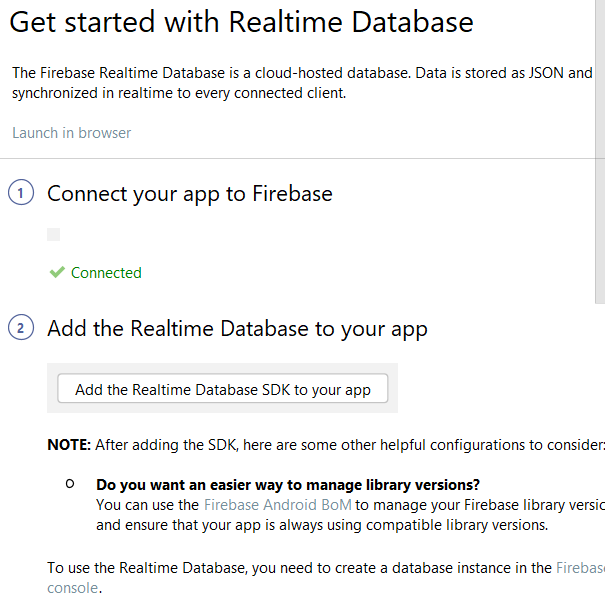 Get started with Realtime Database
The Firebase Realtime Database is a cloud-hosted database. Data is stored as JSON and
synchronized in realtime to every connected client.
Launch in browser
1 Connect your app to Firebase
Connected
2 Add the Realtime Database to your app
Add the Realtime Database SDK to your app
NOTE: After adding the SDK, here are some other helpful configurations to consider:
Do you want an easier way to manage library versions?
You can use the Firebase Android BoM to manage your Firebase library versio
and ensure that your app is always using compatible library versions.
To use the Realtime Database, you need to create a database instance in the Firebas
console.